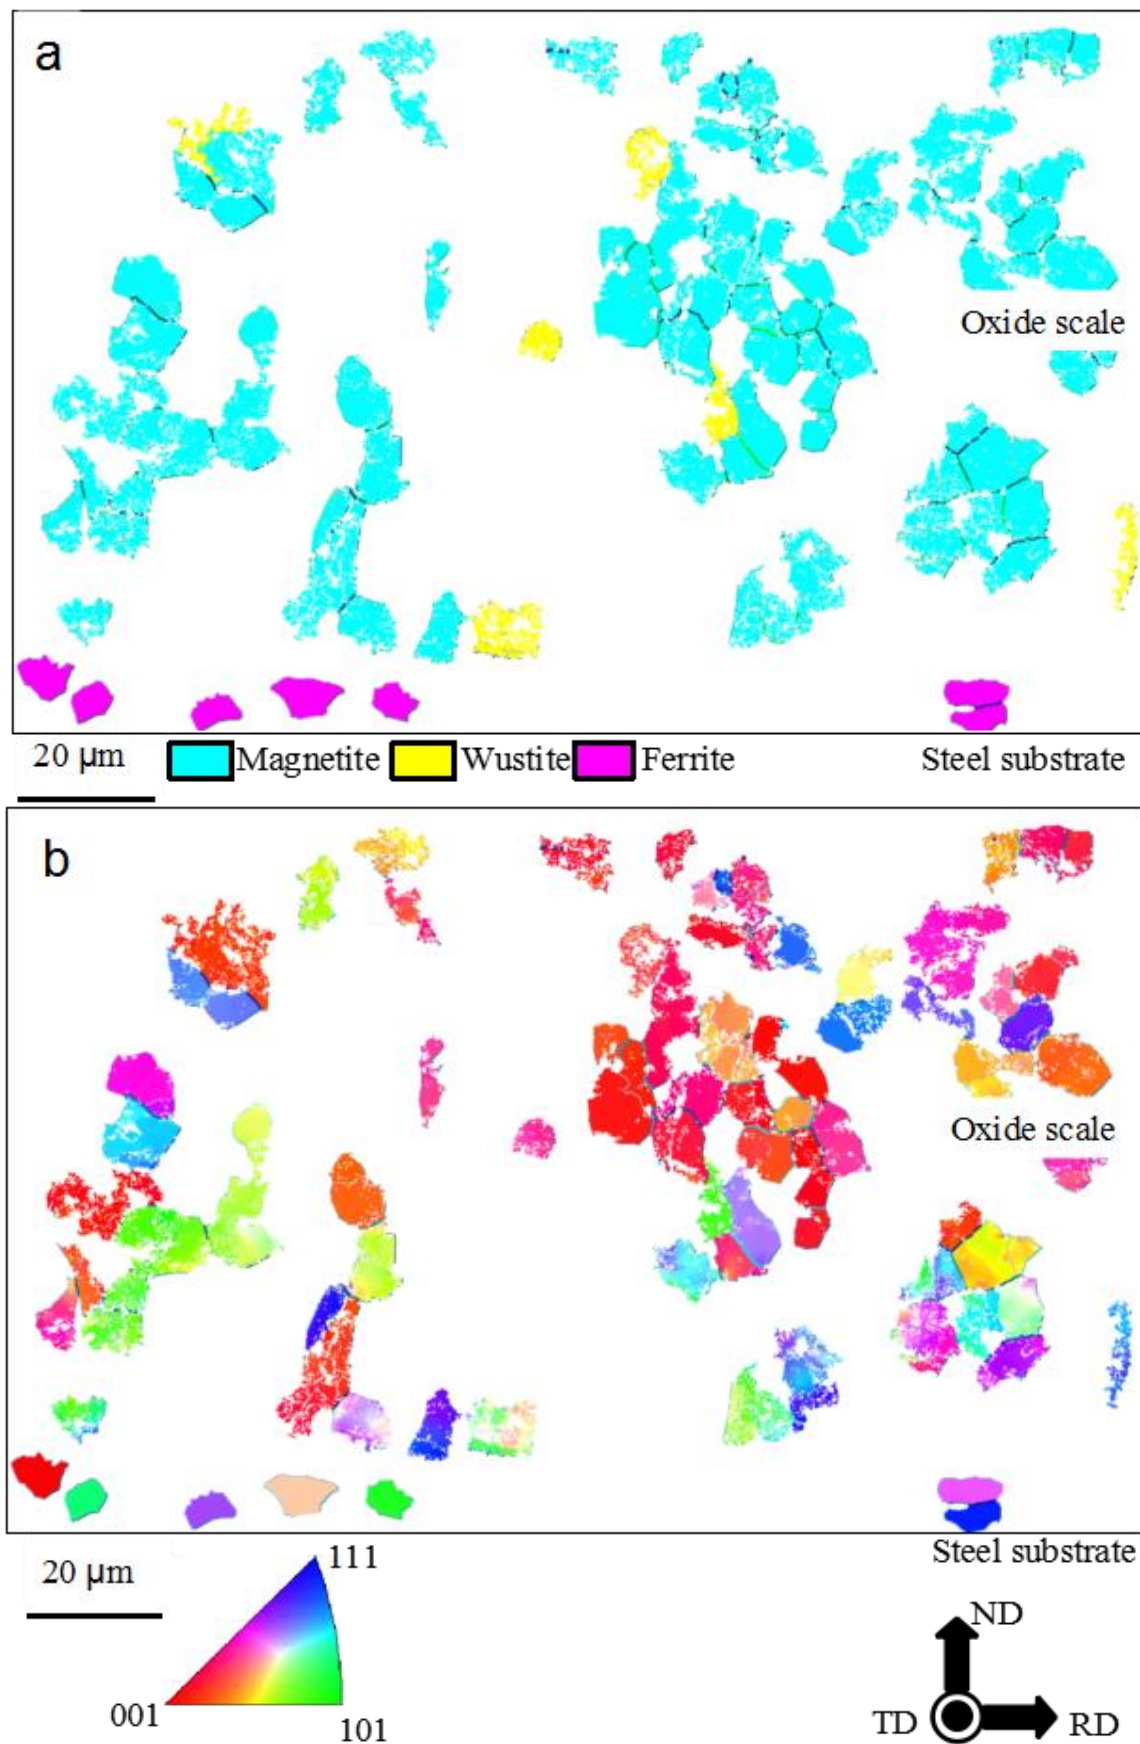 a
Oxide scale
20 μm Magnetite Wustite Ferrite Steel substrate
b
Oxide scale
Steel substrate
20 μm
111
001
101
ND
TD
RD